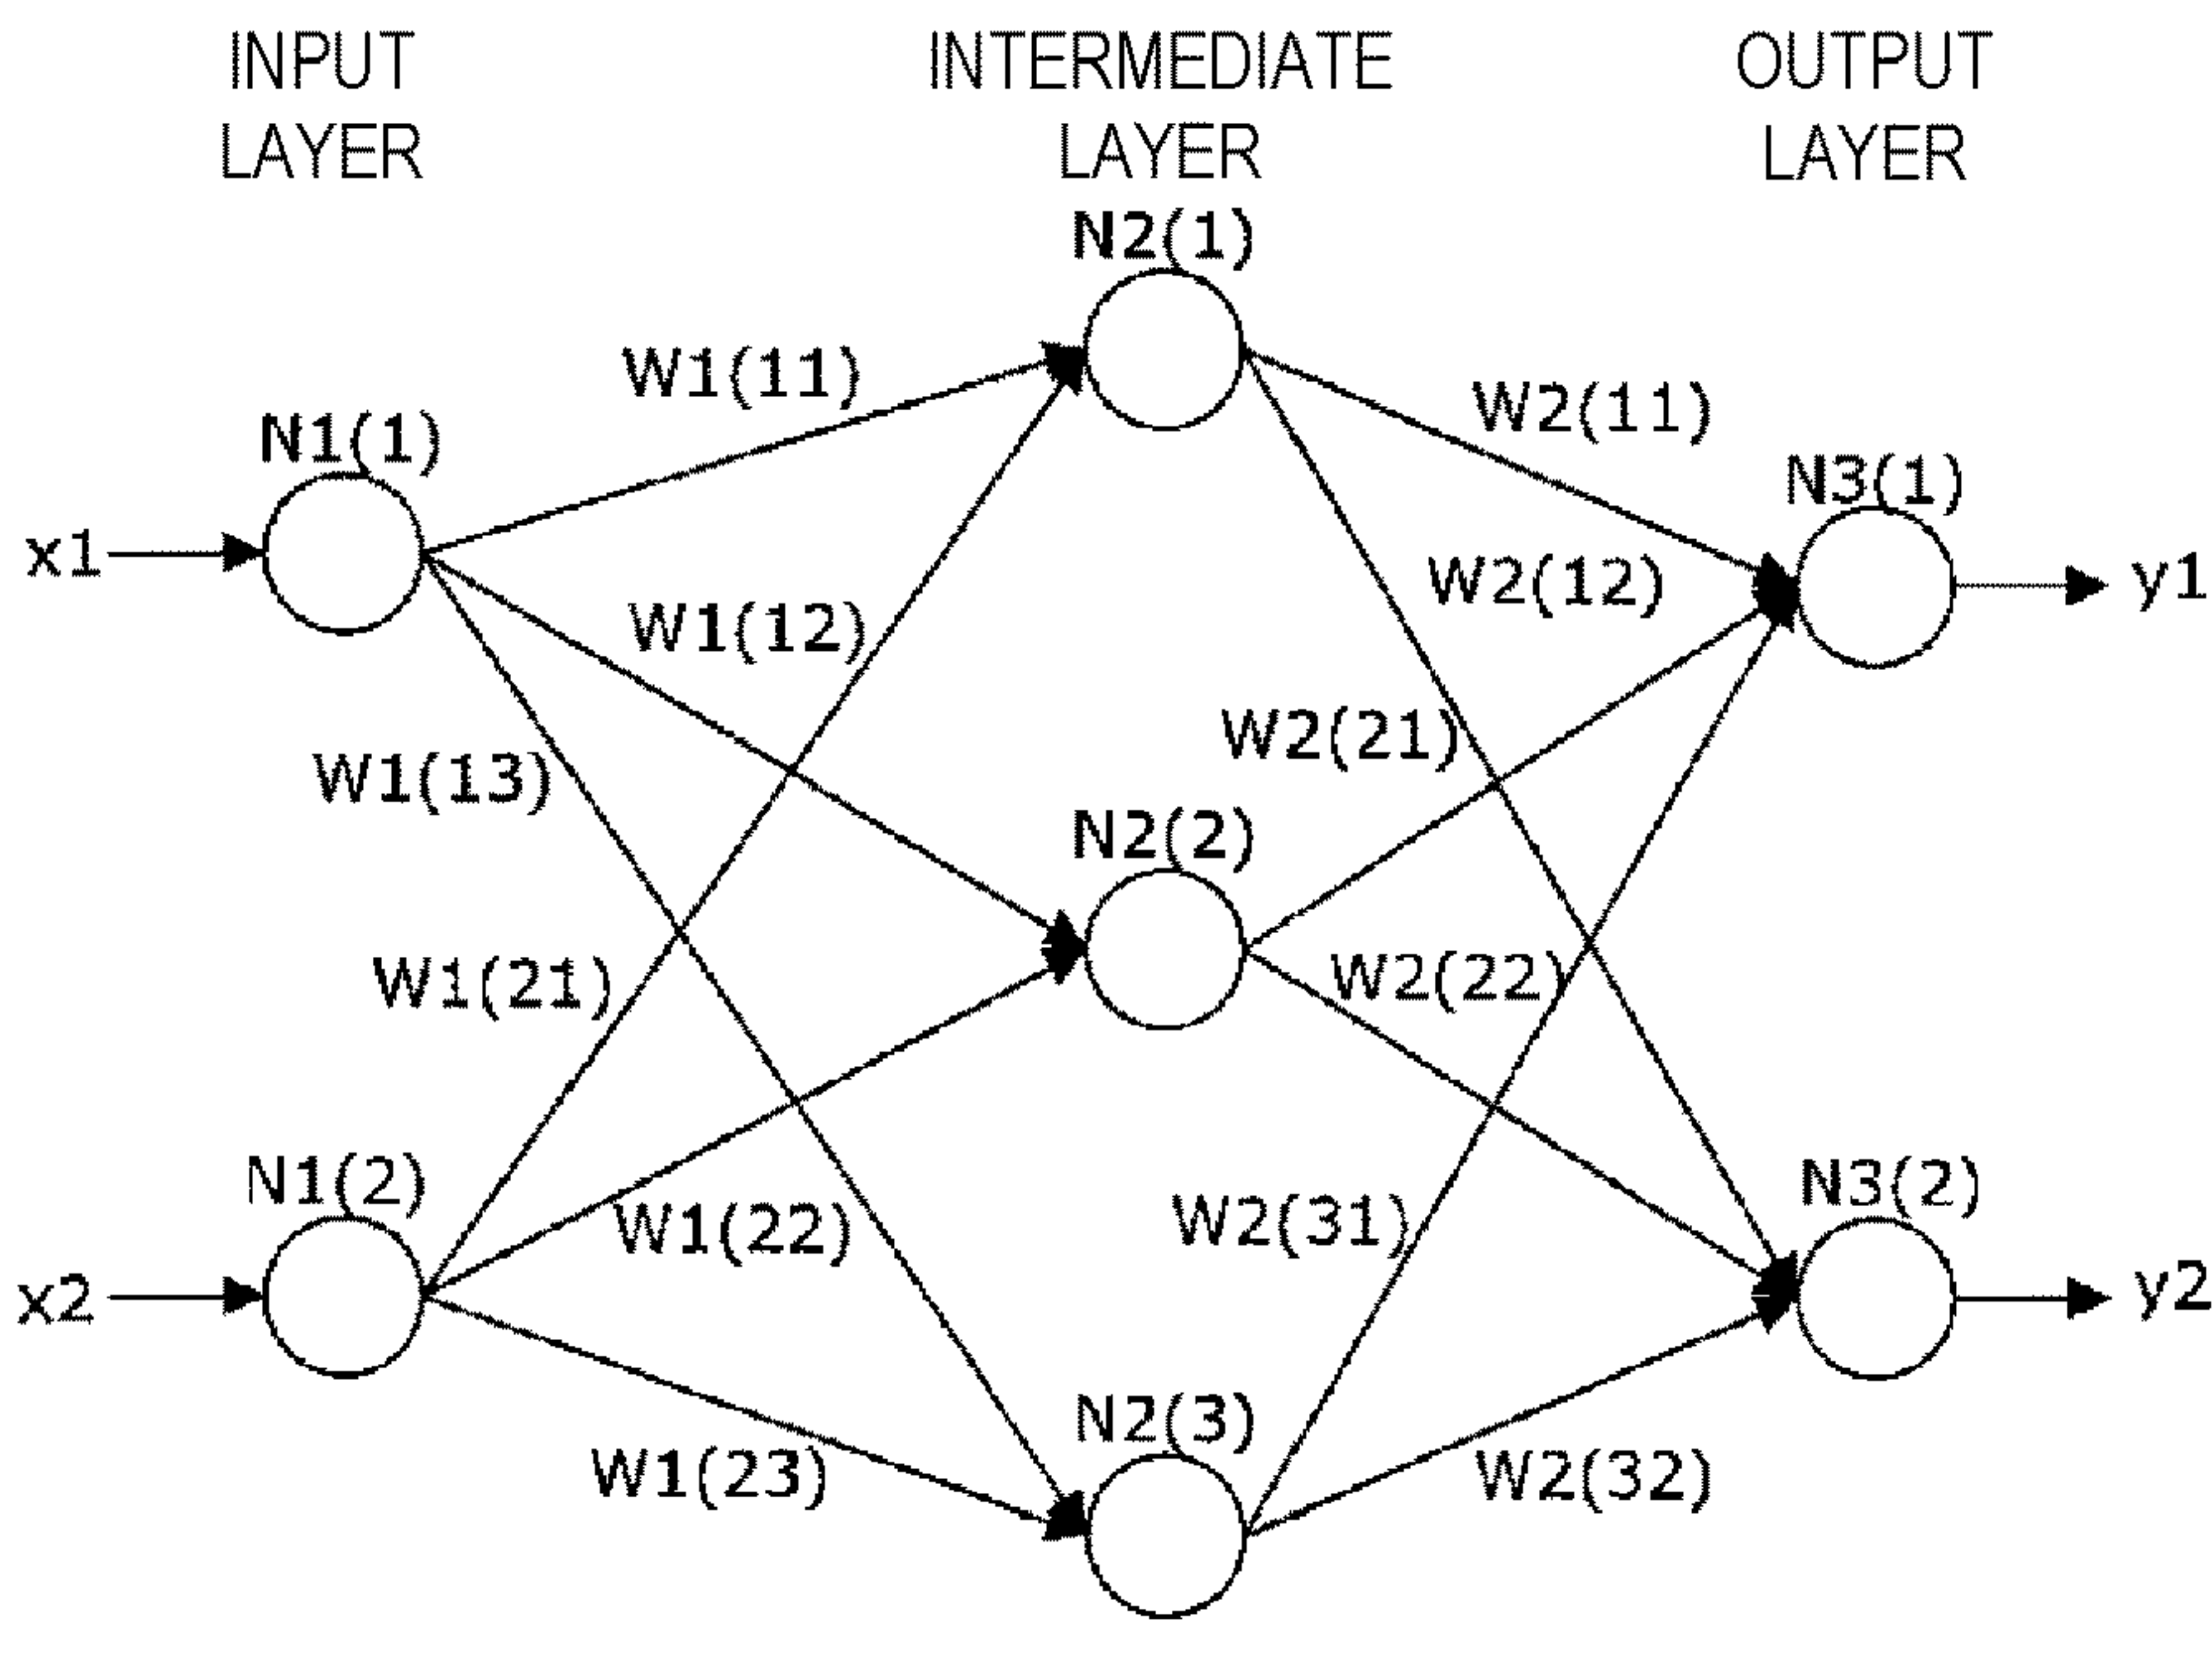 INPUT
LAYER
INTERMEDIATE
LAYER
OUTPUT
LAYER
N2(1)
W1(11)
W2(11)
N1(1)
N3(1)
x1
W2(12)
y1
W1(12)
W2(21)
W1(13)
N2(2)
W1(21)
W2(22)
N1(2)
N3(2)
W1(22)
W2(31)
x2
y2
N2(3)
W1(23)
W2(32)